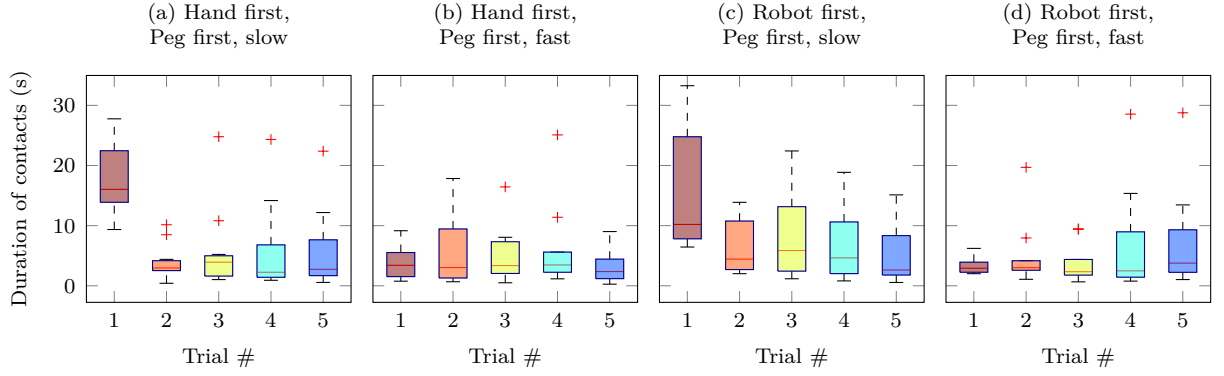 (a) Hand first,
Peg first, slow
(b) Hand first,
Peg first, fast
(c) Robot first,
Peg first, slow
(d) Robot first,
Peg first, fast
Duration of contacts (s)
30
20
10
0
1 2 3 4 5
Trial #
1 2 3 4 5
Trial #
1 2 3 4 5
Trial #
1 2 3 4 5
Trial #